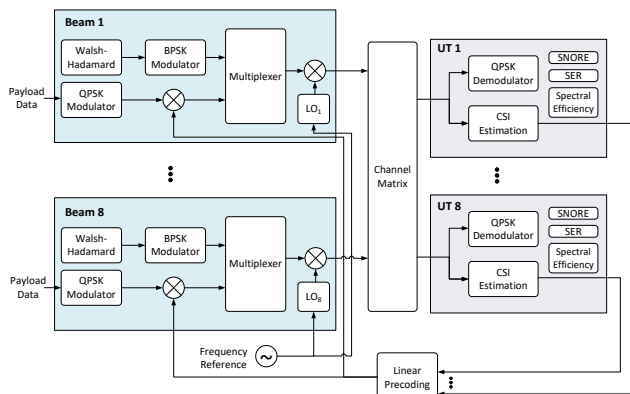 Beam 1
Walsh-
Hadamard
BPSK
Modulator
Multiplexer
Payload
Data
QPSK
Modulator
LO₁
Channel
Matrix
UT 1
QPSK
Demodulator
SNORE
SER
Spectral
Efficiency
CSI
Estimation
Beam 8
Walsh-
Hadamard
BPSK
Modulator
Multiplexer
Payload
Data
QPSK
Modulator
LO₈
UT 8
QPSK
Demodulator
SNORE
SER
Spectral
Efficiency
CSI
Estimation
Frequency
Reference
~
Linear
Precoding